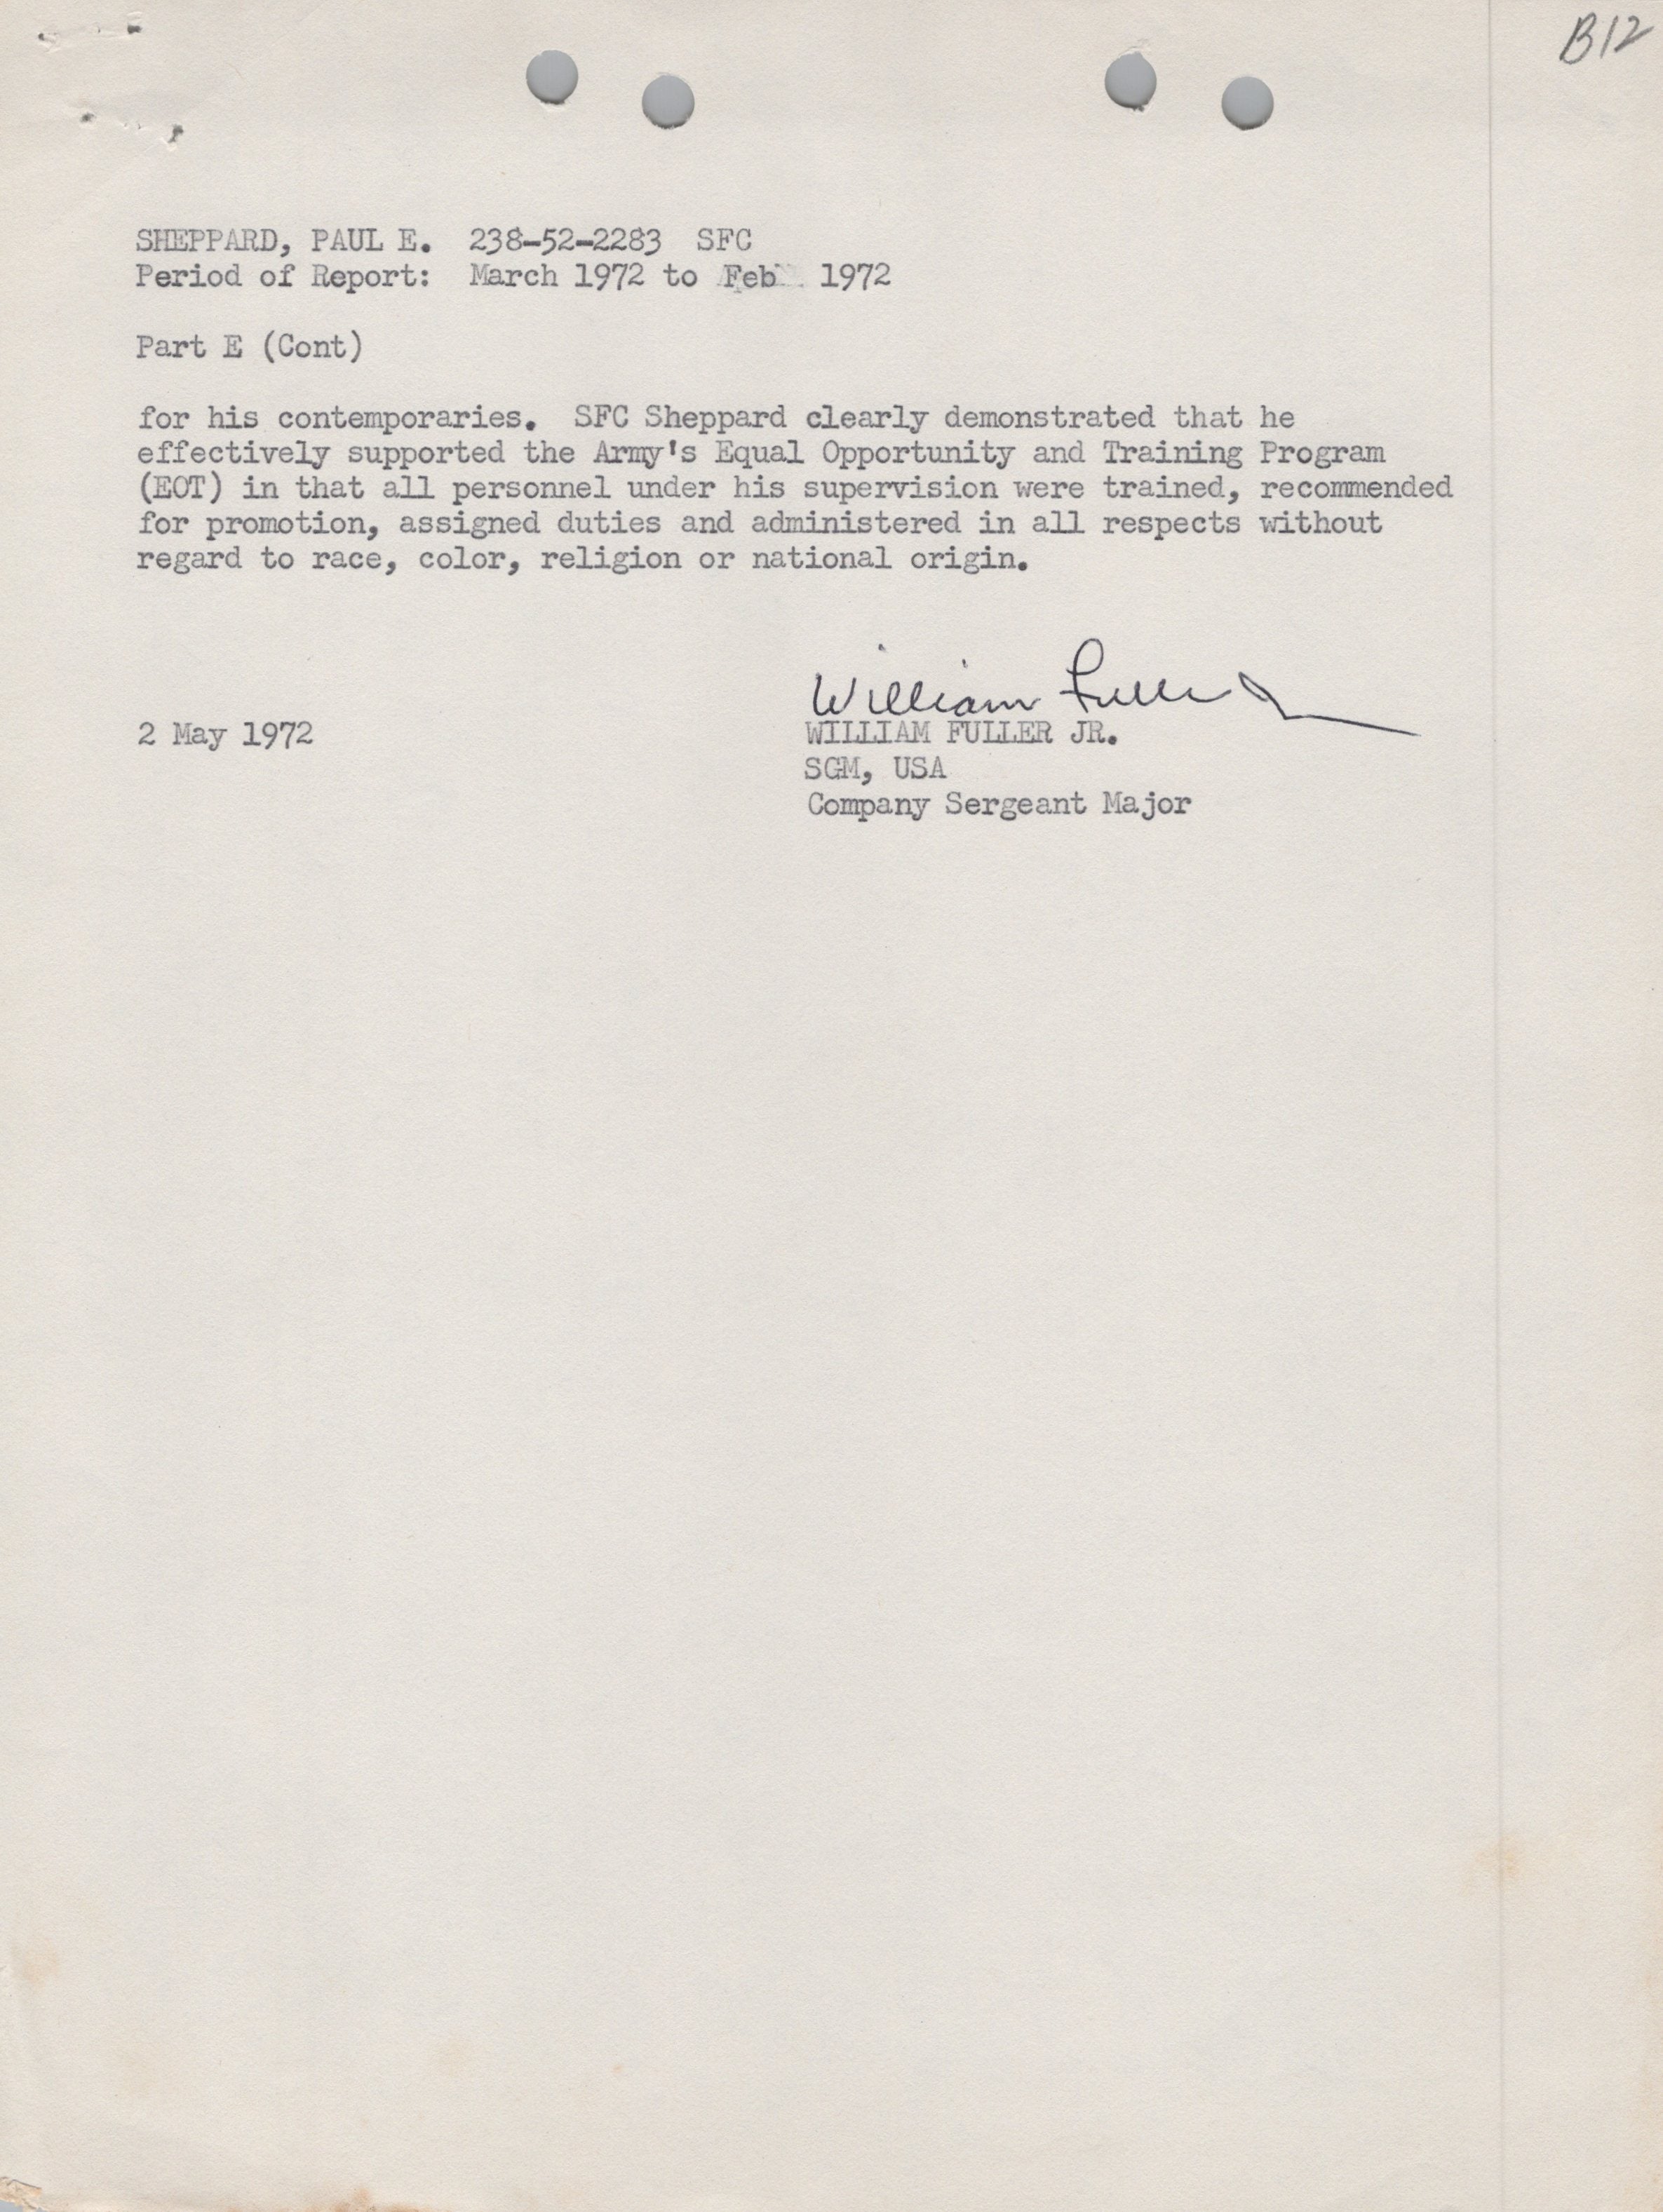 B12
SHEPPARD, PAUL E. 238-52-2283 SFC
Period of Report: March 1972 to Feb 1972
Part E (Cont)
for his contemporaries. SFC Sheppard clearly demonstrated that he
effectively supported the Army's Equal Opportunity and Training Program
(EOT) in that all personnel under his supervision were trained, recommended
for promotion, assigned duties and administered in all respects without
regard to race, color, religion or national origin.
William Fuller Jr
2 May 1972 WILLIAM FULLER JR.
SGM, USA
Company Sergeant Major